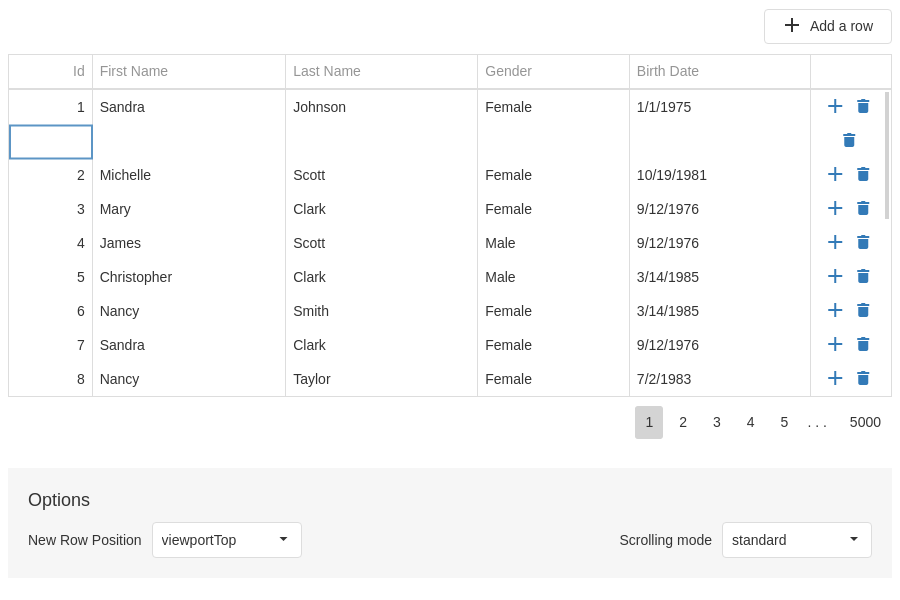 Add a row
Id First Name Last Name Gender Birth Date
1 Sandra Johnson Female 1/1/1975
2 Michelle Scott Female 10/19/1981
3 Mary Clark Female 9/12/1976
4 James Scott Male 9/12/1976
5 Christopher Clark Male 3/14/1985
6 Nancy Smith Female 3/14/1985
7 Sandra Clark Female 9/12/1976
8 Nancy Taylor Female 7/2/1983
1 2 3 4 5 . . . 5000
Options
New Row Position viewportTop Scrolling mode standard